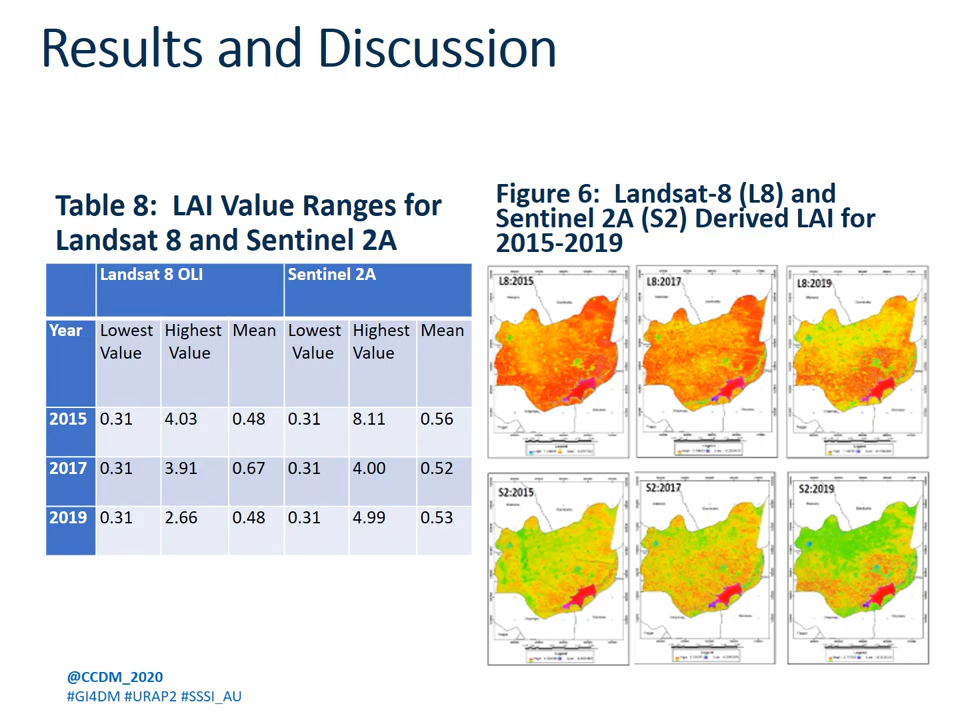 Results and Discussion
Table 8: LAI Value Ranges for
Landsat 8 and Sentinel 2A
Landsat 8 OLI Sentinel 2A
Year Lowest Value Highest Value Mean Lowest Value Highest Value Mean
2015 0.31 4.03 0.48 0.31 8.11 0.56
2017 0.31 3.91 0.67 0.31 4.00 0.52
2019 0.31 2.66 0.48 0.31 4.99 0.53
Figure 6: Landsat-8 (L8) and
Sentinel 2A (S2) Derived LAI for
2015-2019
L8:2015
L8:2017
L8:2019
S2:2015
S2:2017
S2:2019
@CCDM_2020
#GI4DM #URAP2 #SSSI_AU